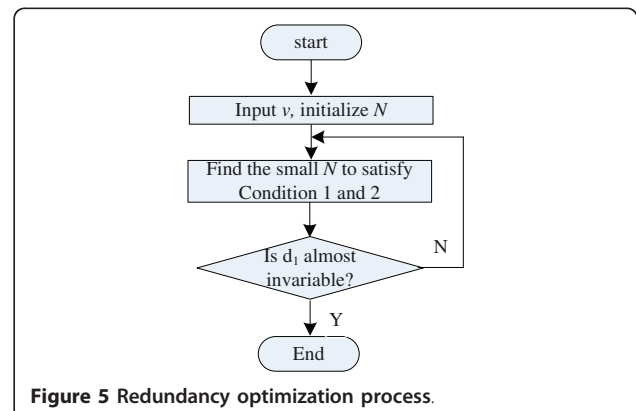 start
Input v, initialize N
Find the small N to satisfy
Condition 1 and 2
Is d₁ almost
invariable?
N
Y
End
Figure 5 Redundancy optimization process.